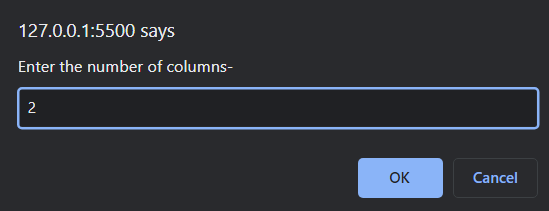 127.0.0.1:5500 says
Enter the number of columns-
2
OK
Cancel